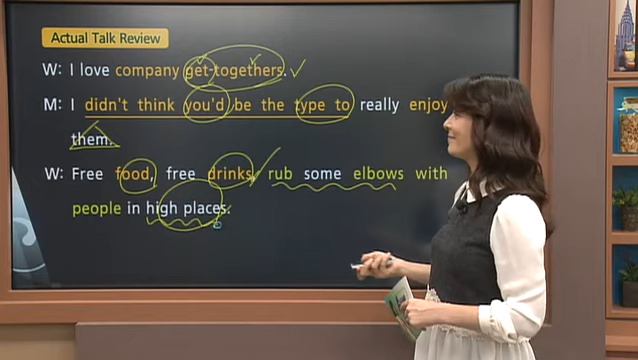 Actual Talk Review
W: I love company get-togethers.
M: I didn't think you'd be the type to really enjoy
them.
W: Free food, free drinks, rub some elbows with
people in high places.